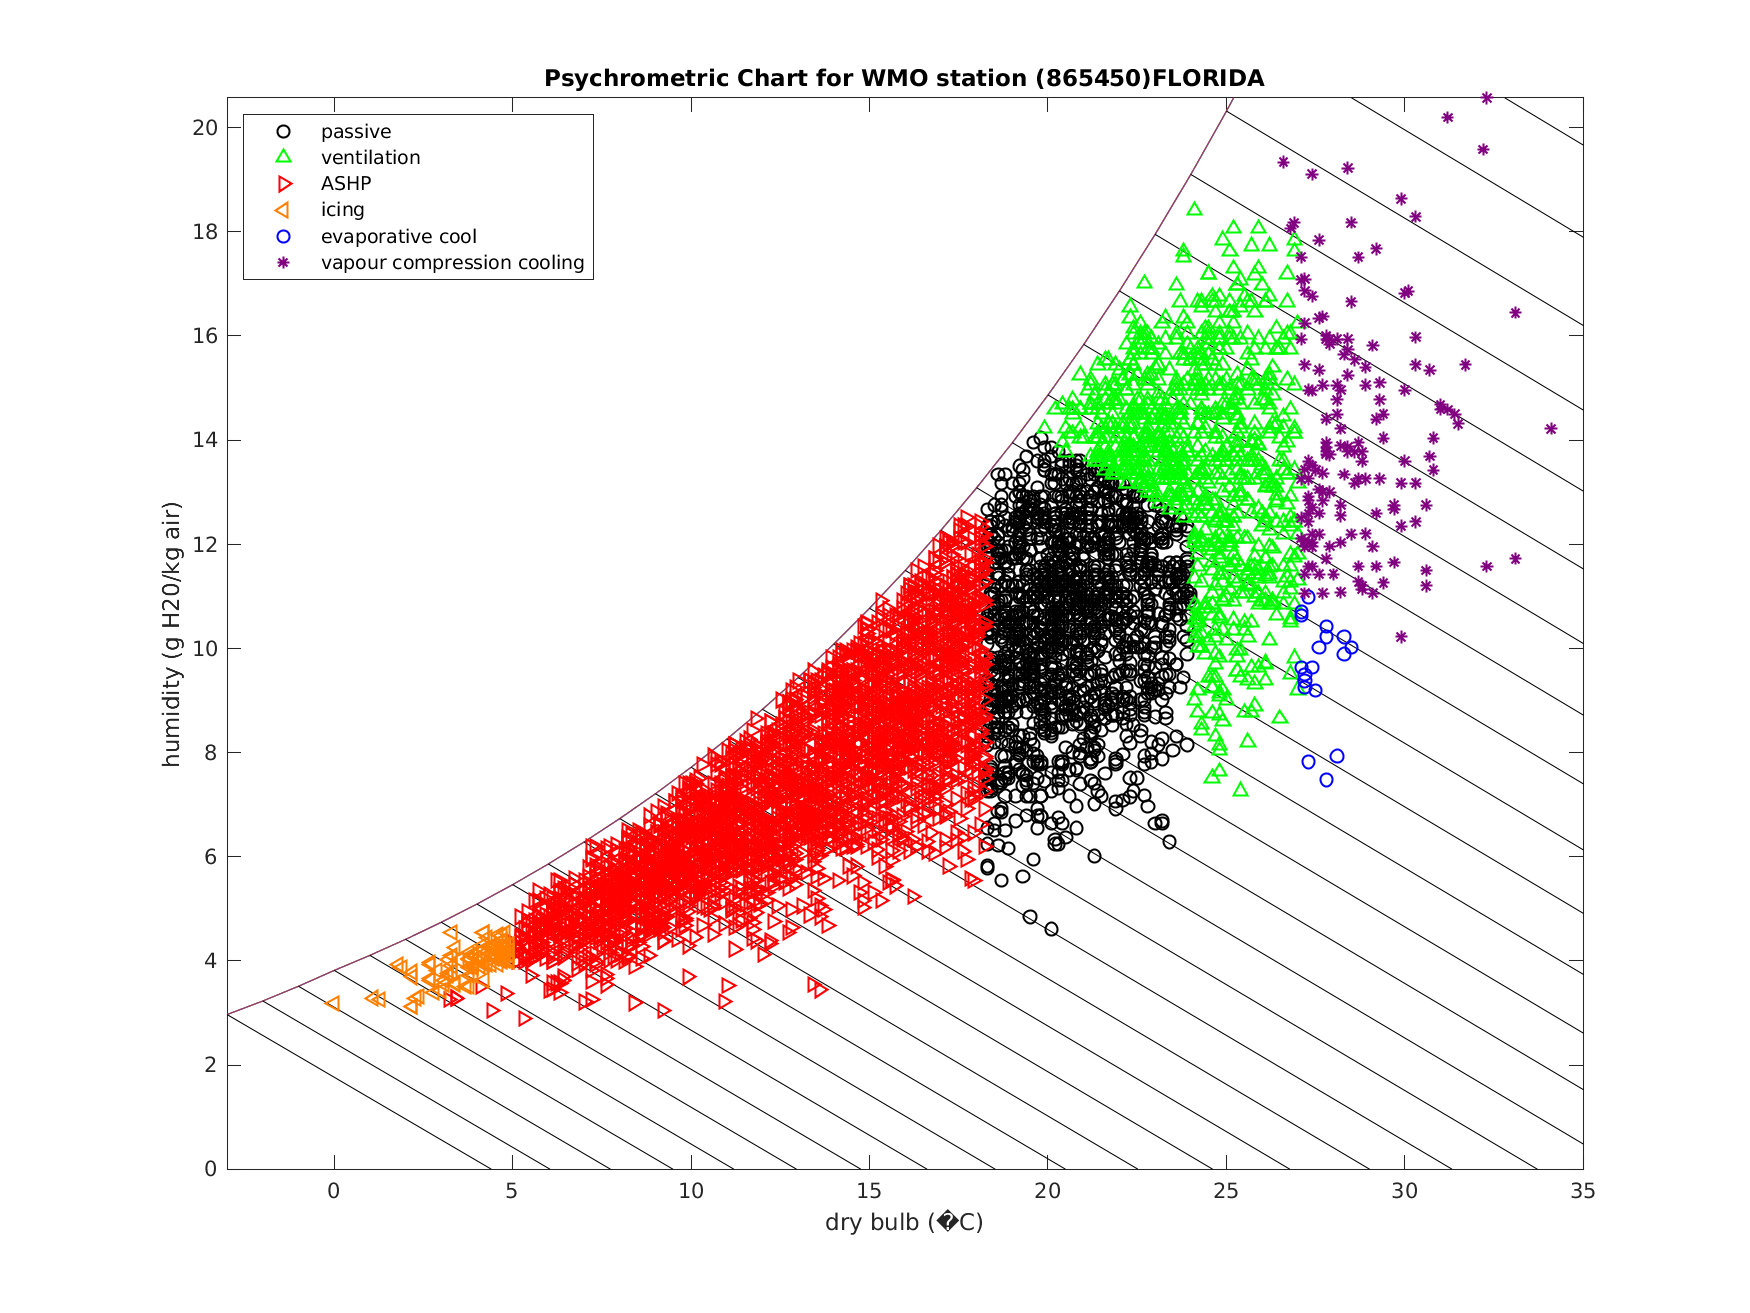 Psychrometric Chart for WMO station (865450)FLORIDA
passive
ventilation
ASHP
icing
evaporative cool
vapour compression cooling
20
18
16
14
12
10
8
6
4
2
0
humidity (g H20/kg air)
0 5 10 15 20 25 30 35
dry bulb (�C)